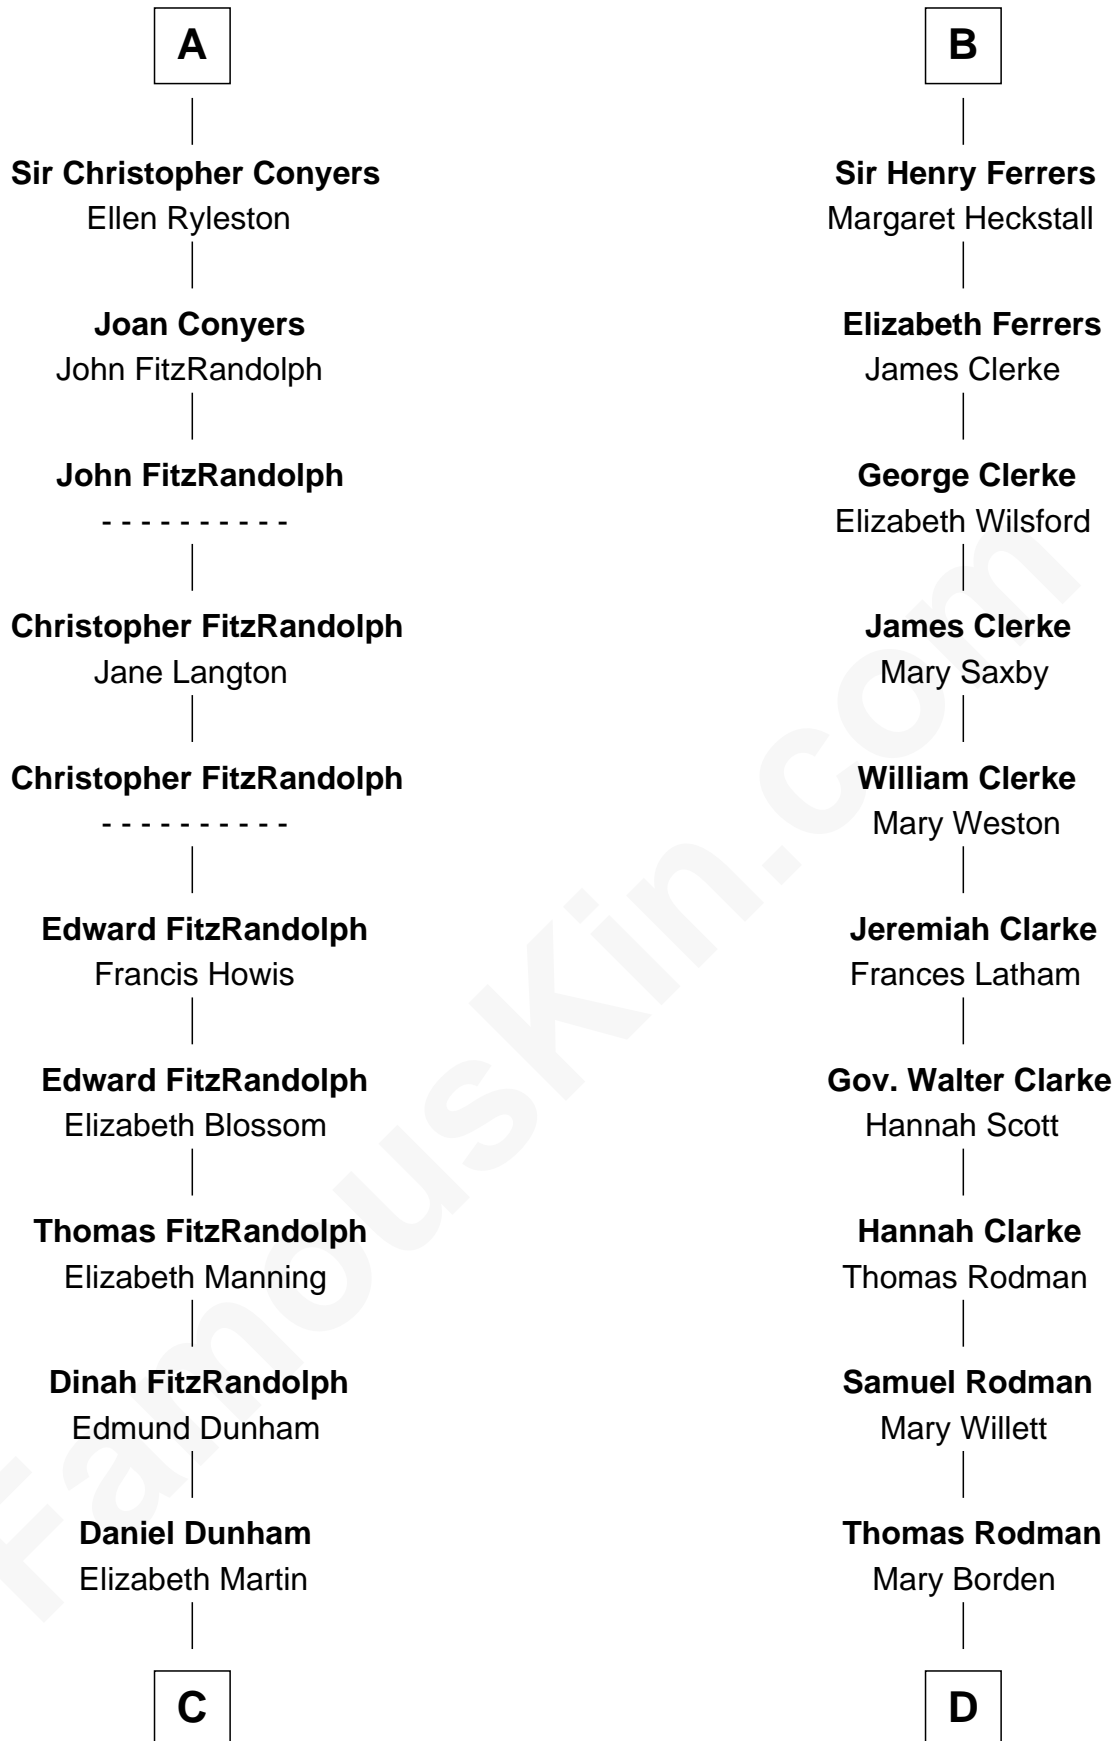 A
Sir Christopher Conyers
Ellen Ryleston
Joan Conyers
John FitzRandolph
John FitzRandolph
- - - - - - - - - -
Christopher FitzRandolph
Jane Langton
Christopher FitzRandolph
- - - - - - - - - -
Edward FitzRandolph
Francis Howis
Edward FitzRandolph
Elizabeth Blossom
Thomas FitzRandolph
Elizabeth Manning
Dinah FitzRandolph
Edmund Dunham
Daniel Dunham
Elizabeth Martin
C
B
Sir Henry Ferrers
Margaret Heckstall
Elizabeth Ferrers
James Clerke
George Clerke
Elizabeth Wilsford
James Clerke
Mary Saxby
William Clerke
Mary Weston
Jeremiah Clarke
Frances Latham
Gov. Walter Clarke
Hannah Scott
Hannah Clarke
Thomas Rodman
Samuel Rodman
Mary Willett
Thomas Rodman
Mary Borden
D
FamousKin.com